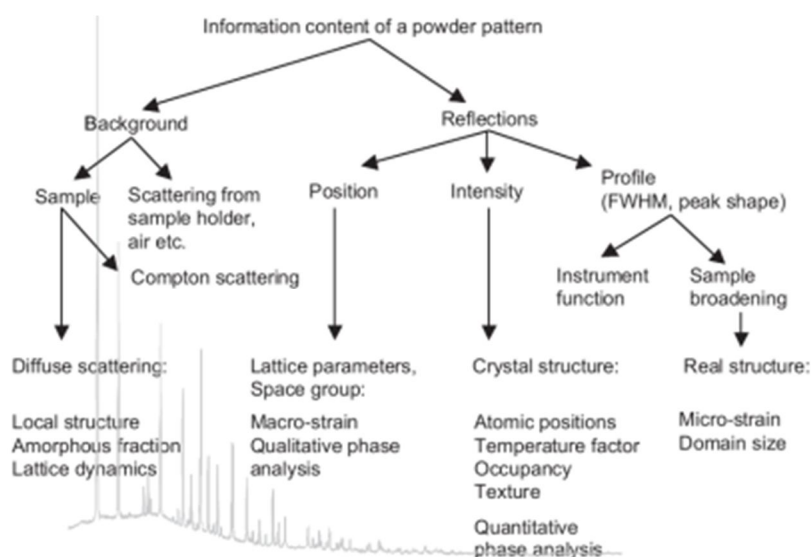 Information content of a powder pattern
Background
Reflections
Sample
Scattering from
sample holder,
air etc.
Position
Intensity
Profile
(FWHM, peak shape)
Compton scattering
Instrument
function
Sample
broadening
Diffuse scattering:
Local structure
Amorphous fraction
Lattice dynamics
Lattice parameters,
Space group:
Macro-strain
Qualitative phase
analysis
Crystal structure:
Atomic positions
Temperature factor
Occupancy
Texture
Quantitative
phase analysis
Real structure:
Micro-strain
Domain size